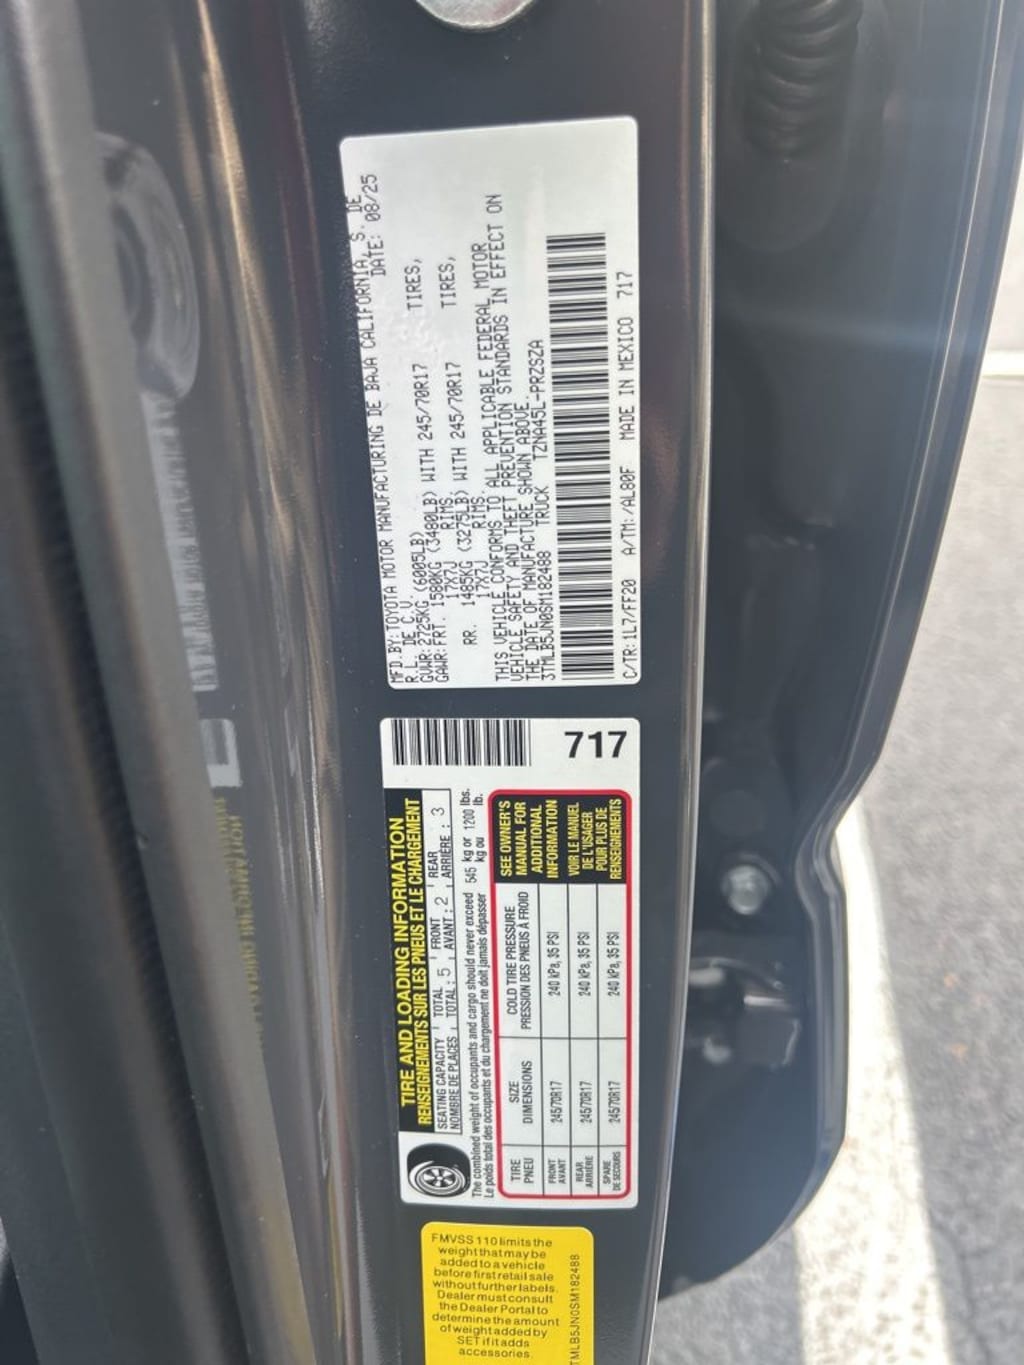 MFD.BY:TOYOTA MOTOR MANUFACTURING DE BAJA CALIFORNIA, S. DE
R.L. DE C.V. DATE: 08/25
GVWR:2725KG(6005LB)
GAWR:FRT. 1580KG (3480LB) WITH 245/70R17 TIRES,
17X7J RIMS.
RR. 1485KG (3275LB) WITH 245/70R17 TIRES,
17X7J RIMS.
THIS VEHICLE CONFORMS TO ALL APPLICABLE FEDERAL MOTOR
VEHICLE SAFETY AND THEFT PREVENTION STANDARDS IN EFFECT ON
THE DATE OF MANUFACTURE SHOWN ABOVE.
3TMLB5JN0SM182488 TRUCK TZNA45L-PRZSZA
C/TR:1L7/FF20 A/TM:/AL80F MADE IN MEXICO 717
717
TIRE AND LOADING INFORMATION
RENSEIGNEMENTS SUR LES PNEUS ET LE CHARGEMENT
SEATING CAPACITY TOTAL FRONT REAR
NOMBRE DE PLACES TOTAL: 5 AVANT: 2 ARRIÈRE: 3
The combined weight of occupants and cargo should never exceed 545 kg or 1200 lbs.
Le poids total des occupants et du chargement ne doit jamais dépasser kg ou lb.
TIRE SIZE COLD TIRE PRESSURE
PNEU DIMENSIONS PRESSION DES PNEUS À FROID
FRONT
AVANT 245/70R17 240 kPa, 35 PSI
REAR
ARRIÈRE 245/70R17 240 kPa, 35 PSI
SPARE
DE SECOURS 245/70R17 240 kPa, 35 PSI
SEE OWNER'S
MANUAL FOR
ADDITIONAL
INFORMATION
VOIR LE MANUEL
DE L'USAGER
POUR PLUS DE
RENSEIGNEMENTS
FMVSS 110 limits the
weight that may be
added to a vehicle
before first retail sale
without further labels.
Dealer must consult
the Dealer Portal to
determine the amount
of weight added by
SET if it adds
accessories.
TMLB5JN0SM182488